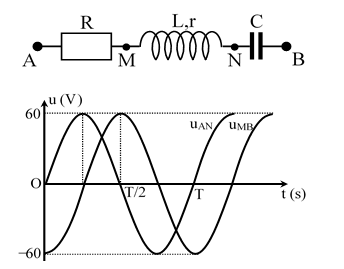 R L,r C
A M N B
u (V)
60
u_AN u_MB
O T/2 T t (s)
−60